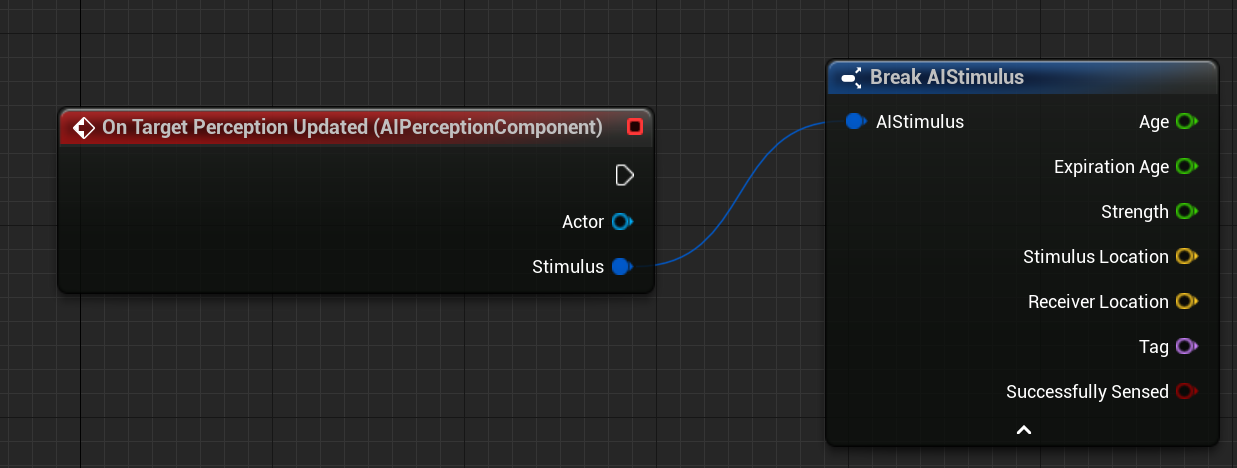 On Target Perception Updated (AIPerceptionComponent)
Actor
Stimulus
Break AIStimulus
AIStimulus
Age
Expiration Age
Strength
Stimulus Location
Receiver Location
Tag
Successfully Sensed